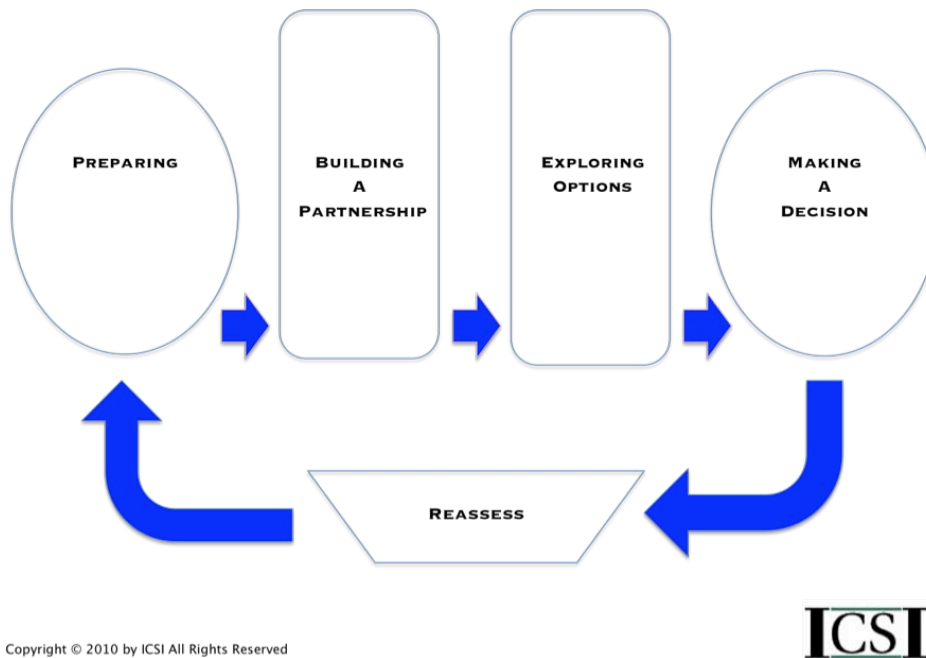 PREPARING
BUILDING
A
PARTNERSHIP
EXPLORING
OPTIONS
MAKING
A
DECISION
REASSESS
Copyright © 2010 by ICSI All Rights Reserved
ICSI